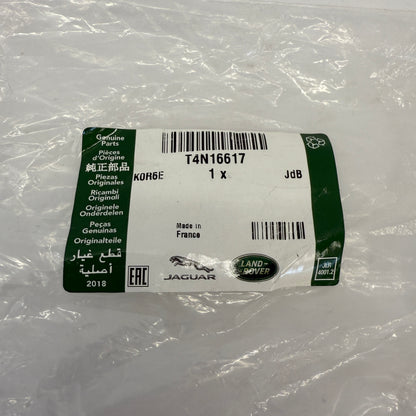 Genuine
Parts
Pièces
d'Origine
純正部品
Piezas
Originales
Ricambi
Originali
Originele
Onderdelen
Peças
Genuínas
Originalteile
قطع غيار
أصلية
2018
T4N16617
K0R6E
1 x
JdB
Made in
France
EAC
JAGUAR
LAND-
ROVER
JLR
4001.2